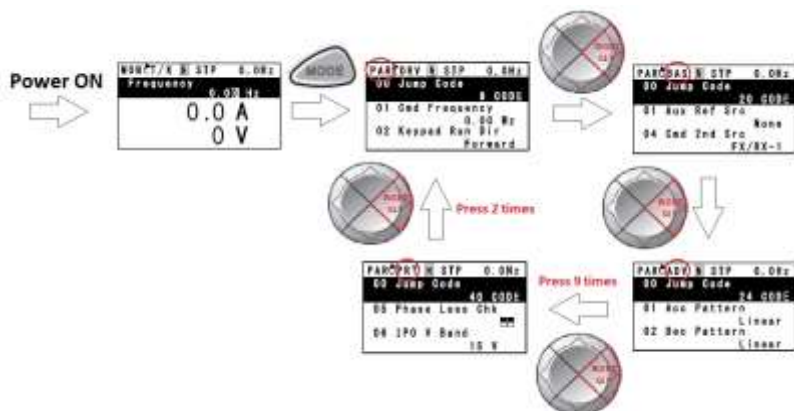 Power ON
MON T/K N STP 0.0Hz
Frequency
0.00 Hz
0.0 A
0 V
MODE
PAR DRV N STP 0.0Hz
00 Jump Code
9 CODE
01 Cmd Frequency
0.00 Hz
02 Keypad Run Dir
Forward
PAR BAS N STP 0.0Hz
00 Jump Code
20 CODE
01 Aux Ref Src
None
04 Cmd 2nd Src
FX/RX-1
Press 2 times
PAR PRT N STP 0.0Hz
00 Jump Code
40 CODE
05 Phase Loss Chk
06 IPO V Band
15 V
Press 9 times
PAR ADV N STP 0.0Hz
00 Jump Code
24 CODE
01 Acc Pattern
Linear
02 Dec Pattern
Linear